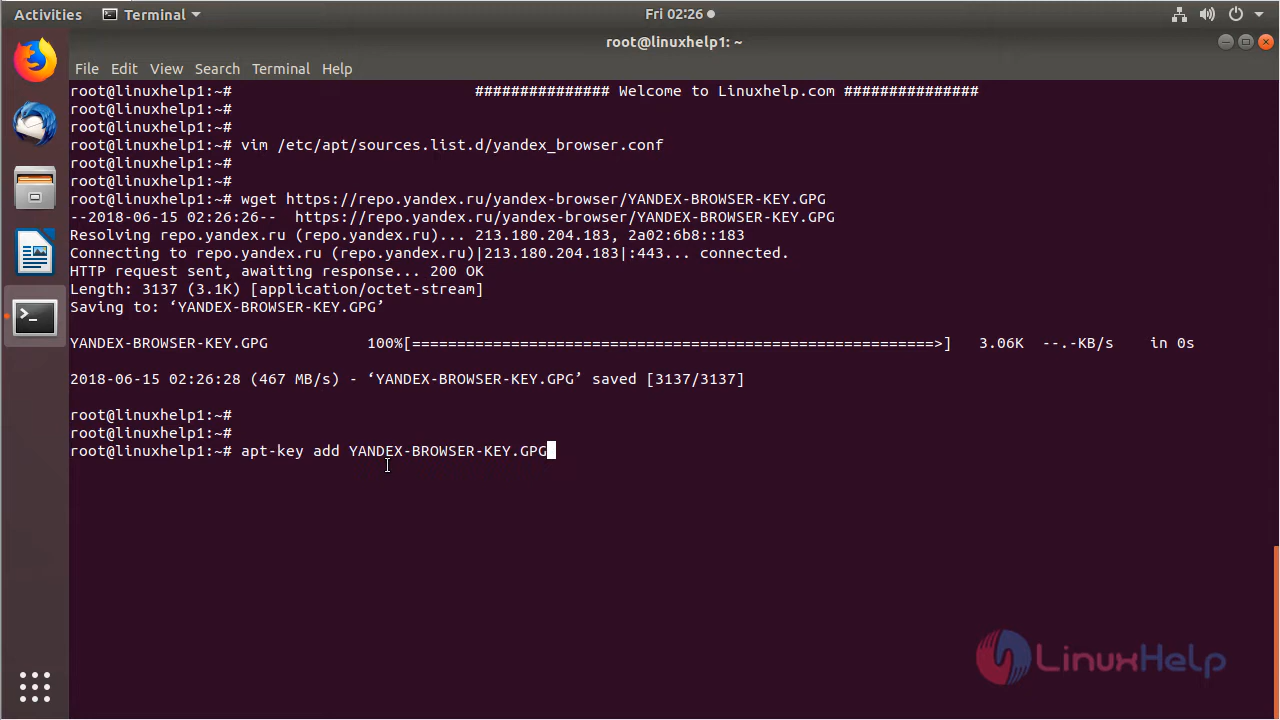 Activities Terminal Fri 02:26
root@linuxhelp1: ~
File Edit View Search Terminal Help
root@linuxhelp1:~# ############### Welcome to Linuxhelp.com ###############
root@linuxhelp1:~#
root@linuxhelp1:~#
root@linuxhelp1:~# vim /etc/apt/sources.list.d/yandex_browser.conf
root@linuxhelp1:~#
root@linuxhelp1:~#
root@linuxhelp1:~# wget https://repo.yandex.ru/yandex-browser/YANDEX-BROWSER-KEY.GPG
--2018-06-15 02:26:26-- https://repo.yandex.ru/yandex-browser/YANDEX-BROWSER-KEY.GPG
Resolving repo.yandex.ru (repo.yandex.ru)... 213.180.204.183, 2a02:6b8::183
Connecting to repo.yandex.ru (repo.yandex.ru)|213.180.204.183|:443... connected.
HTTP request sent, awaiting response... 200 OK
Length: 3137 (3.1K) [application/octet-stream]
Saving to: ‘YANDEX-BROWSER-KEY.GPG’
YANDEX-BROWSER-KEY.GPG 100%[==========================================================>] 3.06K --.-KB/s in 0s
2018-06-15 02:26:28 (467 MB/s) - ‘YANDEX-BROWSER-KEY.GPG’ saved [3137/3137]
root@linuxhelp1:~#
root@linuxhelp1:~#
root@linuxhelp1:~# apt-key add YANDEX-BROWSER-KEY.GPG
LinuxHelp